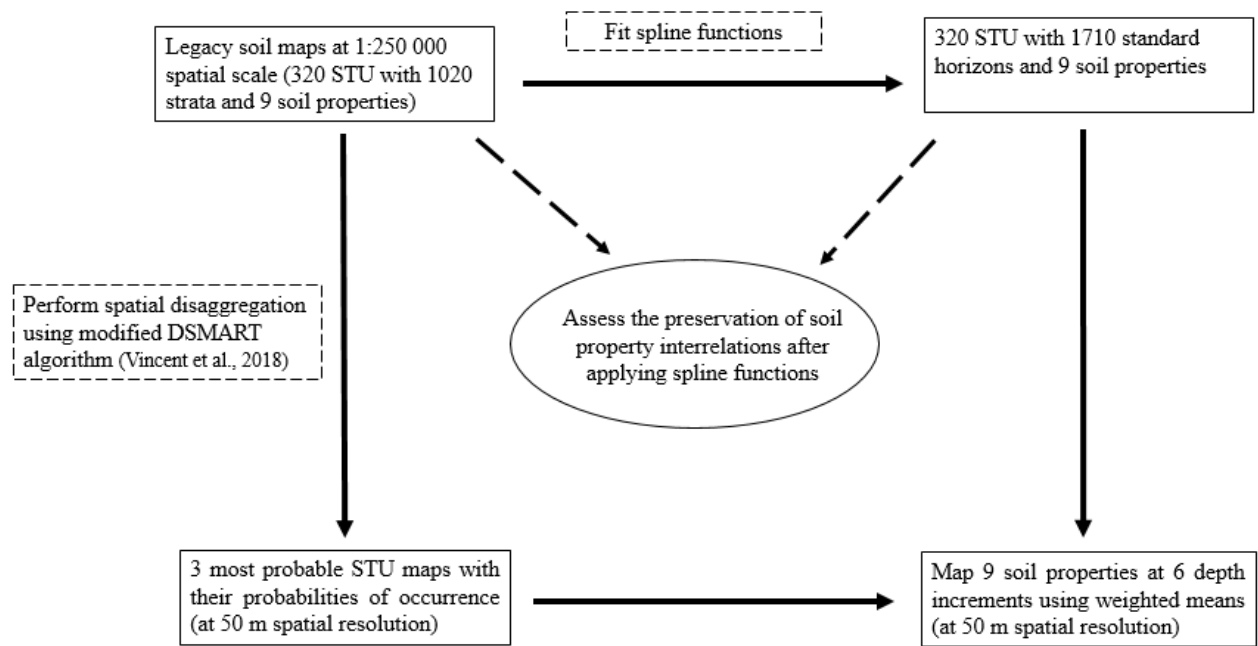 Legacy soil maps at 1:250 000
spatial scale (320 STU with 1020
strata and 9 soil properties)
Fit spline functions
320 STU with 1710 standard
horizons and 9 soil properties
Perform spatial disaggregation
using modified DSMART
algorithm (Vincent et al., 2018)
Assess the preservation of soil
property interrelations after
applying spline functions
3 most probable STU maps with
their probabilities of occurrence
(at 50 m spatial resolution)
Map 9 soil properties at 6 depth
increments using weighted means
(at 50 m spatial resolution)